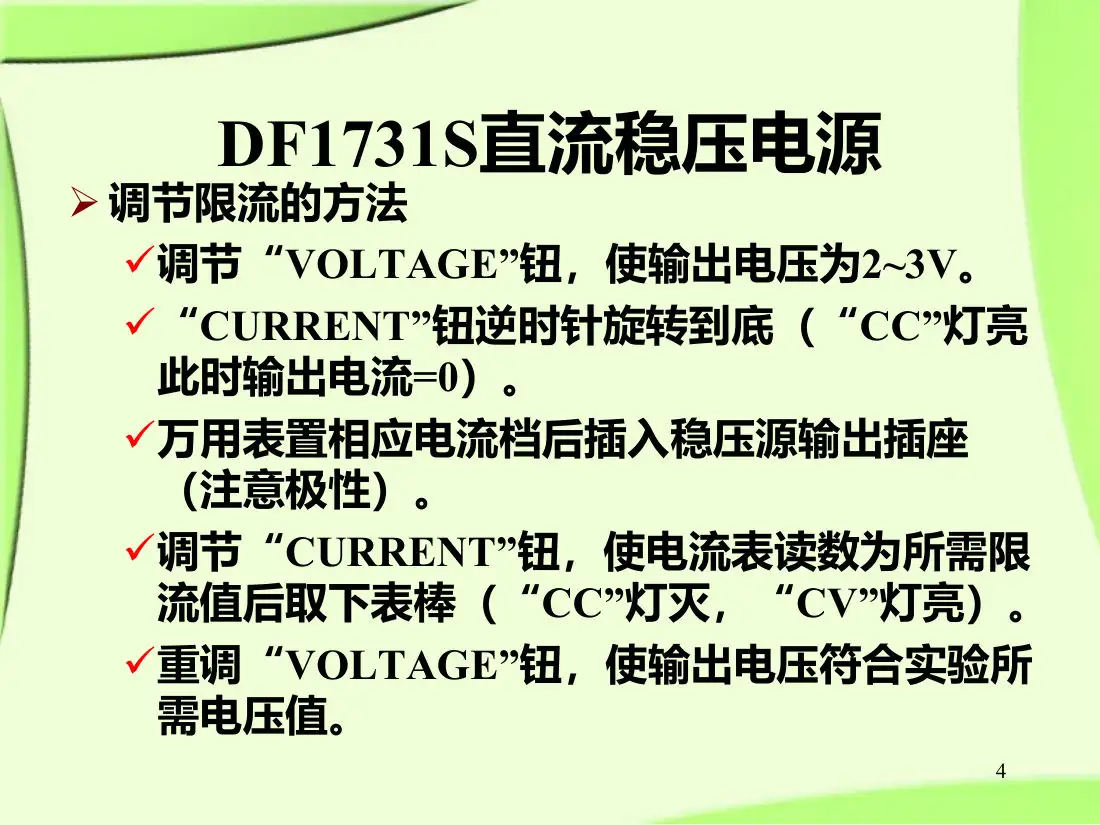 DF1731S直流稳压电源
调节限流的方法
调节“VOLTAGE”钮，使输出电压为2~3V。
“CURRENT”钮逆时针旋转到底（“CC”灯亮
此时输出电流=0）。
万用表置相应电流档后插入稳压源输出插座
（注意极性）。
调节“CURRENT”钮，使电流表读数为所需限
流值后取下表棒（“CC”灯灭，“CV”灯亮）。
重调“VOLTAGE”钮，使输出电压符合实验所
需电压值。
4